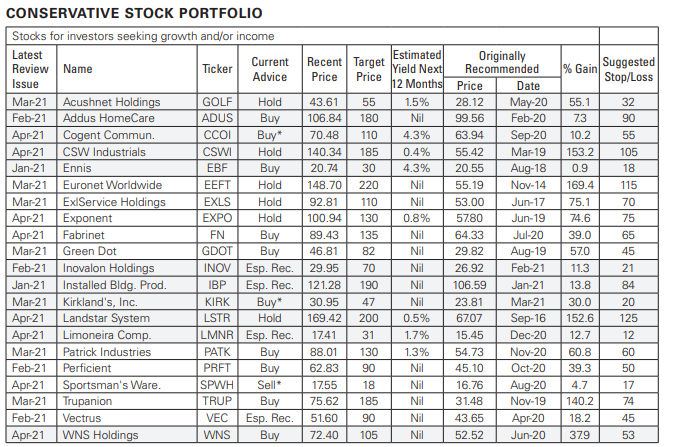 CONSERVATIVE STOCK PORTFOLIO
Stocks for investors seeking growth and/or income
Latest Review Issue Name Ticker Current Advice Recent Price Target Price Estimated Yield Next 12 Months Originally Recommended Price Date % Gain Suggested Stop/Loss
Mar-21 Acushnet Holdings GOLF Hold 43.61 55 1.5% 28.12 May-20 55.1 32
Feb-21 Addus HomeCare ADUS Buy 106.84 180 Nil 99.56 Feb-20 7.3 90
Apr-21 Cogent Commun. CCOI Buy* 70.48 110 4.3% 63.94 Sep-20 10.2 55
Apr-21 CSW Industrials CSWI Hold 140.34 185 0.4% 55.42 Mar-19 153.2 105
Jan-21 Ennis EBF Buy 20.74 30 4.3% 20.55 Aug-18 0.9 18
Mar-21 Euronet Worldwide EEFT Hold 148.70 220 Nil 55.19 Nov-14 169.4 115
Mar-21 ExlService Holdings EXLS Hold 92.81 110 Nil 53.00 Jun-17 75.1 70
Apr-21 Exponent EXPO Hold 100.94 130 0.8% 57.80 Jun-19 74.6 75
Apr-21 Fabrinet FN Buy 89.43 135 Nil 64.33 Jul-20 39.0 65
Mar-21 Green Dot GDOT Buy 46.81 82 Nil 29.82 Aug-19 57.0 45
Feb-21 Inovalon Holdings INOV Esp. Rec. 29.95 70 Nil 26.92 Feb-21 11.3 21
Jan-21 Installed Bldg. Prod. IBP Esp. Rec. 121.28 190 Nil 106.59 Jan-21 13.8 84
Mar-21 Kirkland's, Inc. KIRK Buy* 30.95 47 Nil 23.81 Mar-21 30.0 20
Apr-21 Landstar System LSTR Hold 169.42 200 0.5% 67.07 Sep-16 152.6 125
Apr-21 Limoneira Comp. LMNR Esp. Rec. 17.41 31 1.7% 15.45 Dec-20 12.7 12
Mar-21 Patrick Industries PATK Buy 88.01 130 1.3% 54.73 Nov-20 60.8 60
Feb-21 Perficient PRFT Buy 62.83 90 Nil 45.10 Oct-20 39.3 50
Apr-21 Sportsman's Ware. SPWH Sell* 17.55 18 Nil 16.76 Aug-20 4.7 17
Mar-21 Trupanion TRUP Buy 75.62 185 Nil 31.48 Nov-19 140.2 74
Feb-21 Vectrus VEC Esp. Rec. 51.60 90 Nil 43.65 Apr-20 18.2 45
Apr-21 WNS Holdings WNS Buy 72.40 105 Nil 52.52 Jun-20 37.9 53